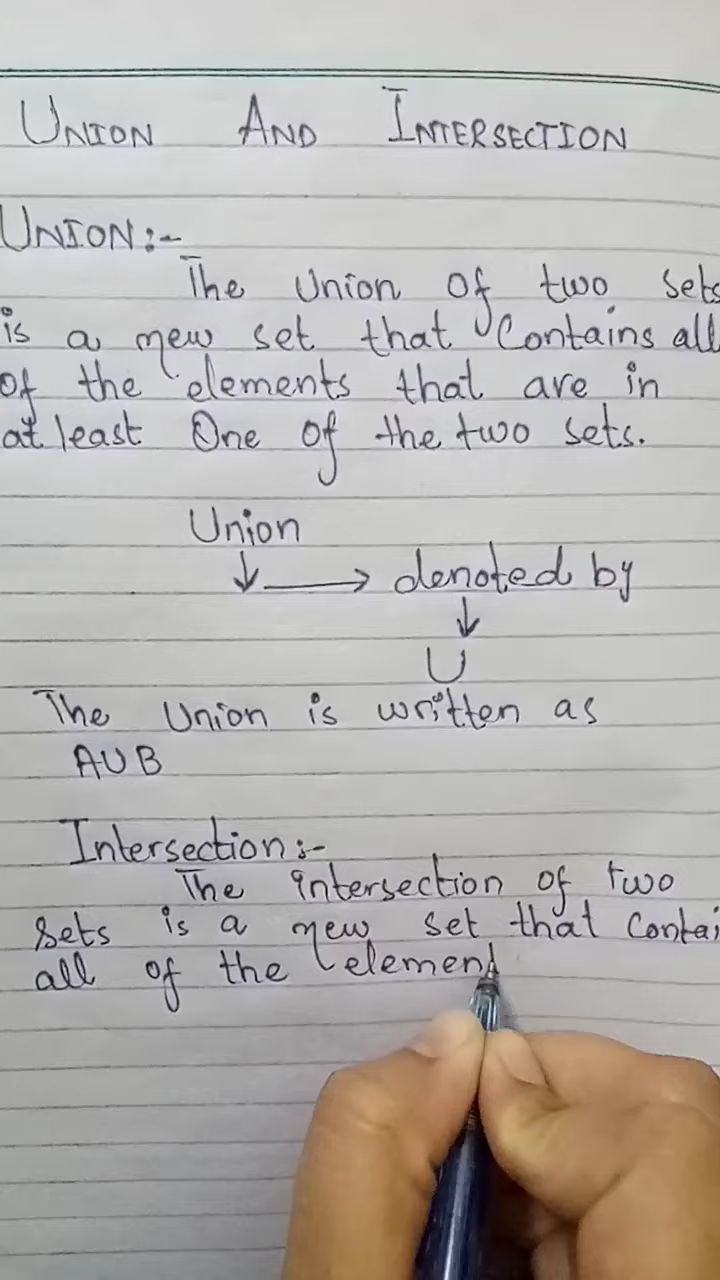 UNION AND INTERSECTION
UNION:-
The Union of two sets
is a new set that Contains all
of the elements that are in
at least One of the two sets.
Union
↓ → denoted by
↓
U
The Union is written as
AUB
Intersection:-
The intersection of two
sets is a new set that Contai
all of the element